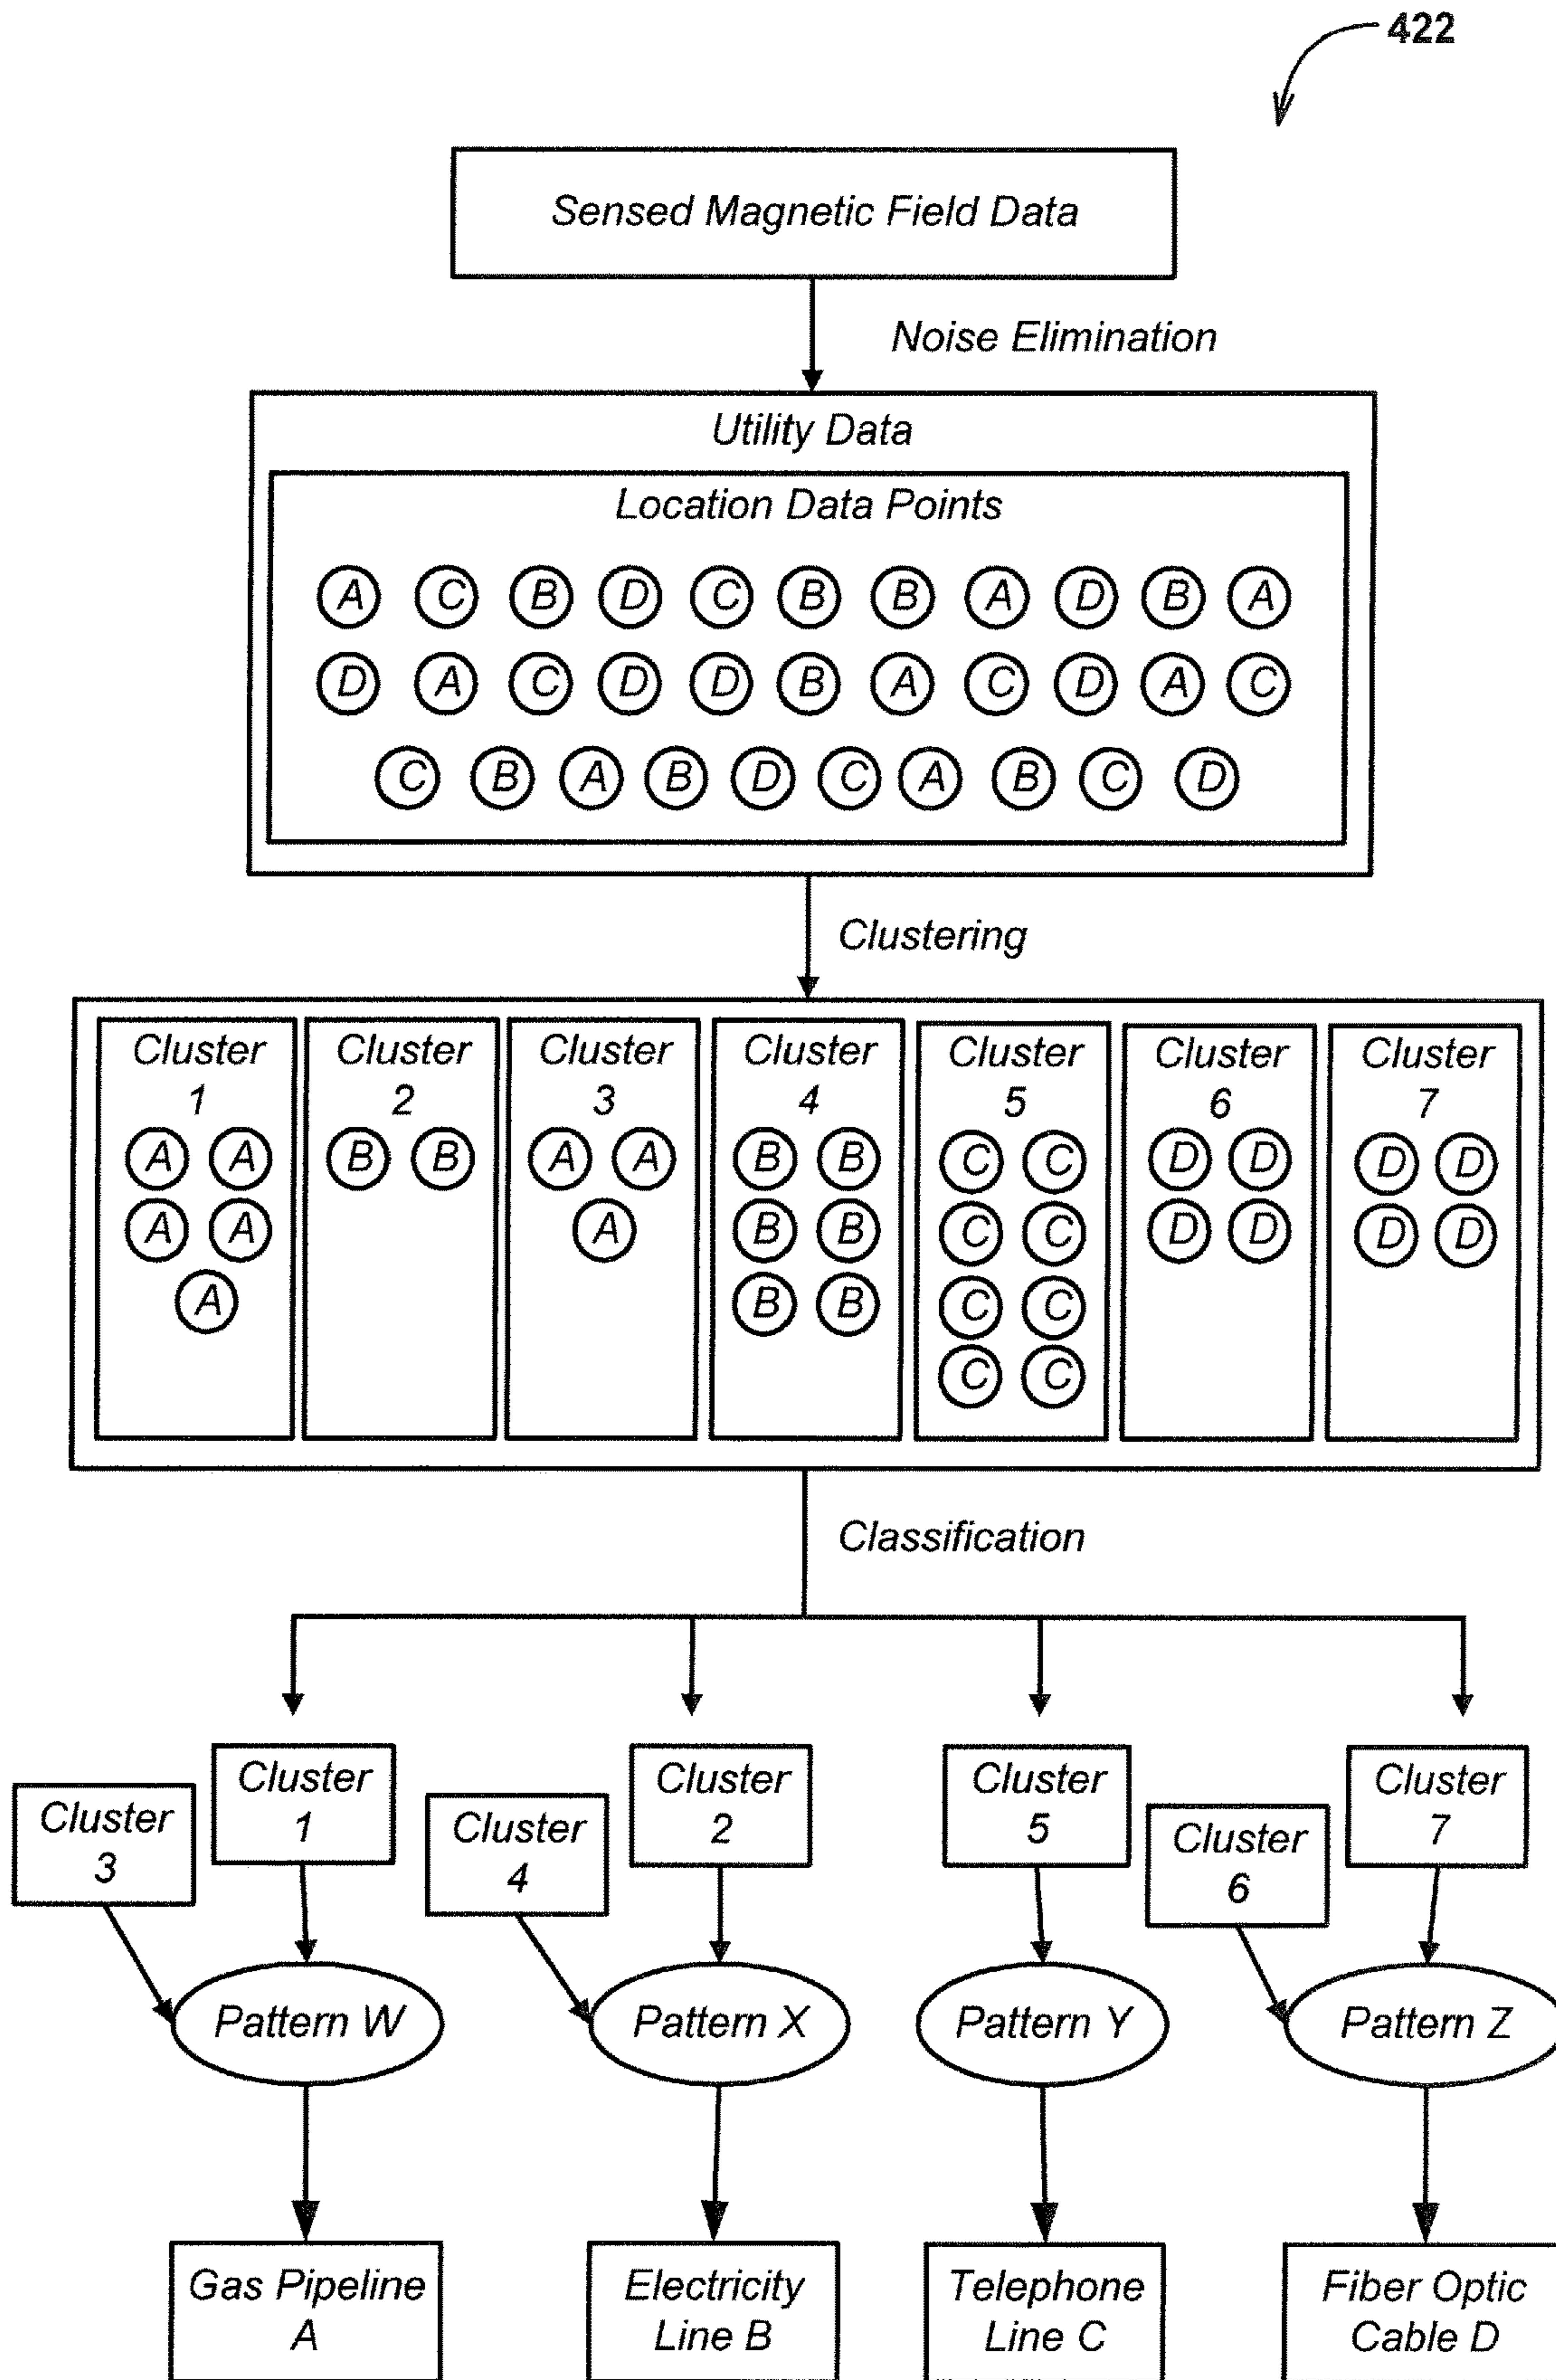 422
Sensed Magnetic Field Data
Noise Elimination
Utility Data
Location Data Points
A C B D C B B A D B A
D A C D D B A C D A C
C B A B D C A B C D
Clustering
Cluster
1
A A
A A
A
Cluster
2
B B
Cluster
3
A A
A
Cluster
4
B B
B B
B B
Cluster
5
C C
C C
C C
C C
Cluster
6
D D
D D
Cluster
7
D D
D D
Classification
Cluster
3
Cluster
1
Cluster
4
Cluster
2
Cluster
5
Cluster
6
Cluster
7
Pattern W
Pattern X
Pattern Y
Pattern Z
Gas Pipeline
A
Electricity
Line B
Telephone
Line C
Fiber Optic
Cable D